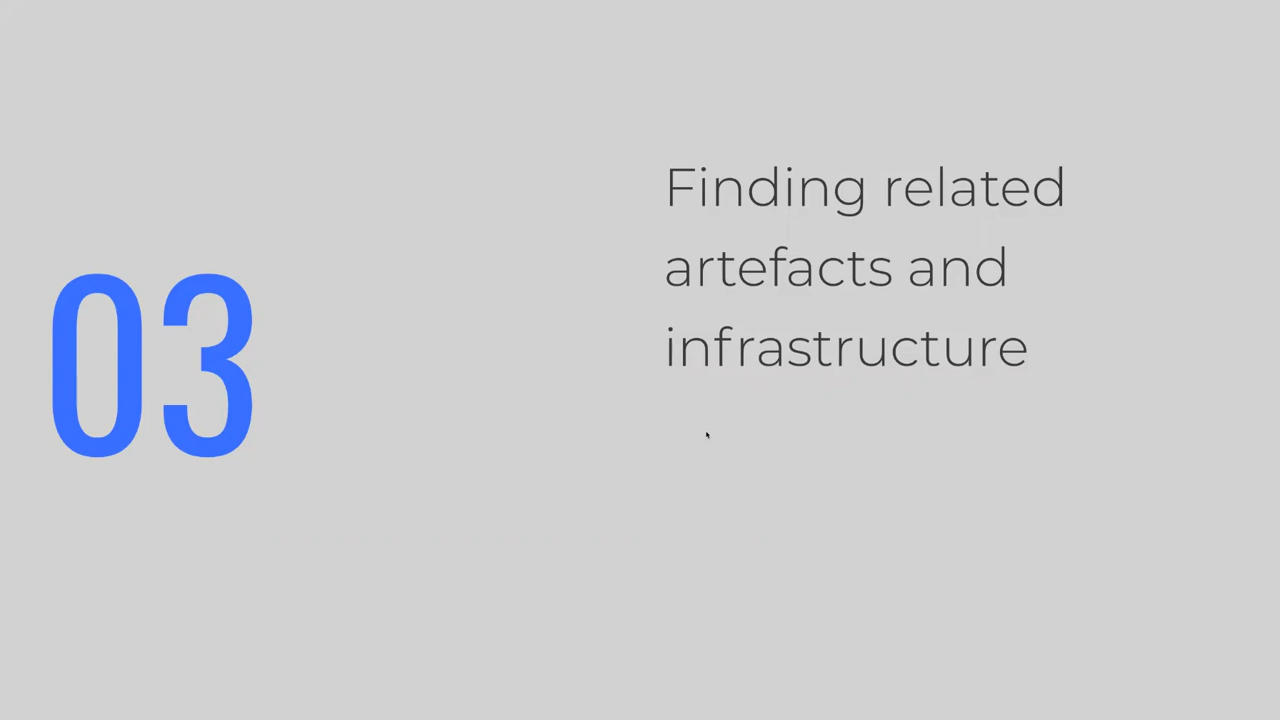 03
Finding related
artefacts and
infrastructure